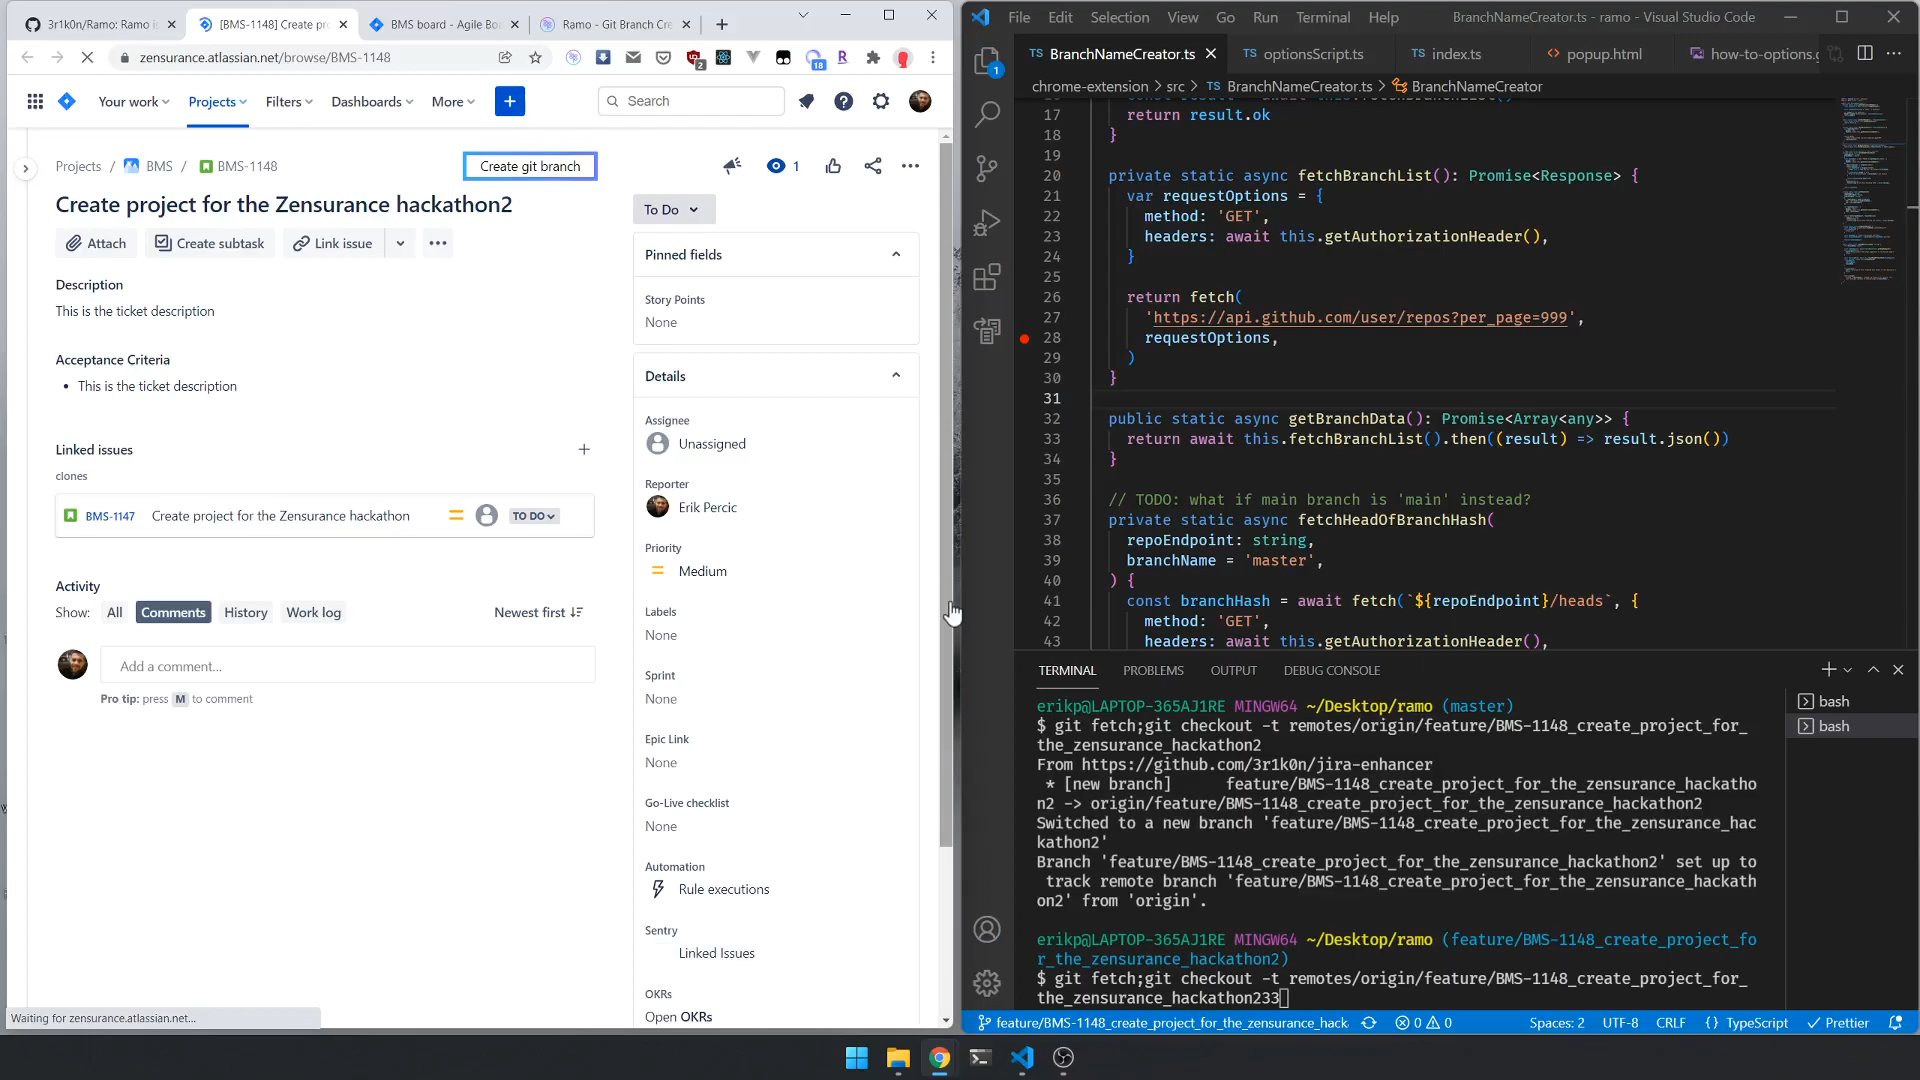 3r1k0n/Ramo: Ramo is
[BMS-1148] Create pro
BMS board - Agile Boa
Ramo - Git Branch Cre
zensurance.atlassian.net/browse/BMS-1148
2
18
Your work
Projects
Filters
Dashboards
More
Search
Projects / BMS / BMS-1148
Create git branch
1
Create project for the Zensurance hackathon2
To Do
Attach
Create subtask
Link issue
Pinned fields
Description
Story Points
This is the ticket description
None
Acceptance Criteria
Details
This is the ticket description
Assignee
Unassigned
Linked issues
clones
Reporter
Erik Percic
BMS-1147 Create project for the Zensurance hackathon TO DO
Priority
Medium
Activity
Show: All Comments History Work log Newest first
Labels
None
Add a comment...
Sprint
None
Pro tip: press M to comment
Epic Link
None
Go-Live checklist
None
Automation
Rule executions
Sentry
Linked Issues
OKRs
Open OKRs
Waiting for zensurance.atlassian.net...
File Edit Selection View Go Run Terminal Help
BranchNameCreator.ts - ramo - Visual Studio Code
TS BranchNameCreator.ts
TS optionsScript.ts
TS index.ts
popup.html
how-to-options.g
chrome-extension > src > TS BranchNameCreator.ts > BranchNameCreator
1
17 return result.ok
18 }
19
20 private static async fetchBranchList(): Promise<Response> {
21 var requestOptions = {
22 method: 'GET',
23 headers: await this.getAuthorizationHeader(),
24 }
25
26 return fetch(
27 'https://api.github.com/user/repos?per_page=999',
28 requestOptions,
29 )
30 }
31
32 public static async getBranchData(): Promise<Array<any>> {
33 return await this.fetchBranchList().then((result) => result.json())
34 }
35
36 // TODO: what if main branch is 'main' instead?
37 private static async fetchHeadOfBranchHash(
38 repoEndpoint: string,
39 branchName = 'master',
40 ) {
41 const branchHash = await fetch(`${repoEndpoint}/heads`, {
42 method: 'GET',
43 headers: await this.getAuthorizationHeader(),
TERMINAL PROBLEMS OUTPUT DEBUG CONSOLE
bash
bash
erikp@LAPTOP-365AJ1RE MINGW64 ~/Desktop/ramo (master)
$ git fetch;git checkout -t remotes/origin/feature/BMS-1148_create_project_for_
the_zensurance_hackathon2
From https://github.com/3r1k0n/jira-enhancer
* [new branch] feature/BMS-1148_create_project_for_the_zensurance_hackatho
n2 -> origin/feature/BMS-1148_create_project_for_the_zensurance_hackathon2
Switched to a new branch 'feature/BMS-1148_create_project_for_the_zensurance_hac
kathon2'
Branch 'feature/BMS-1148_create_project_for_the_zensurance_hackathon2' set up to
track remote branch 'feature/BMS-1148_create_project_for_the_zensurance_hackath
on2' from 'origin'.
erikp@LAPTOP-365AJ1RE MINGW64 ~/Desktop/ramo (feature/BMS-1148_create_project_fo
r_the_zensurance_hackathon2)
$ git fetch;git checkout -t remotes/origin/feature/BMS-1148_create_project_for_
the_zensurance_hackathon233
feature/BMS-1148_create_project_for_the_zensurance_hack 0 0 Spaces: 2 UTF-8 CRLF {} TypeScript Prettier